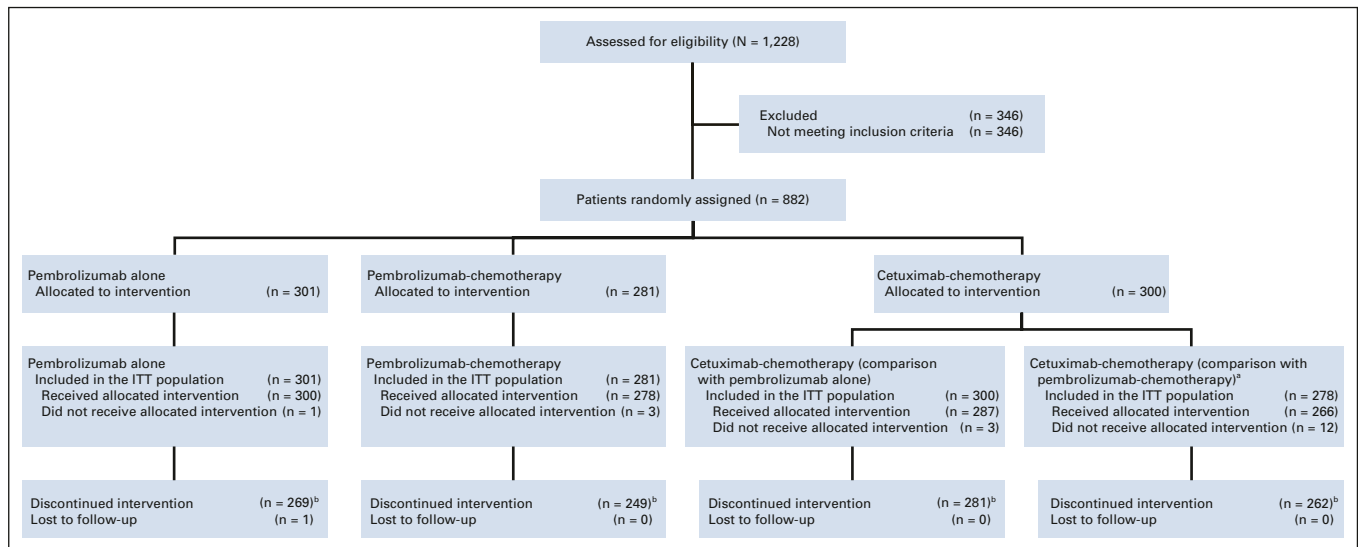 Assessed for eligibility (N = 1,228)
Excluded (n = 346)
Not meeting inclusion criteria (n = 346)
Patients randomly assigned (n = 882)
Pembrolizumab alone
Allocated to intervention (n = 301)
Pembrolizumab-chemotherapy
Allocated to intervention (n = 281)
Cetuximab-chemotherapy
Allocated to intervention (n = 300)
Pembrolizumab alone
Included in the ITT population (n = 301)
Received allocated intervention (n = 300)
Did not receive allocated intervention (n = 1)
Pembrolizumab-chemotherapy
Included in the ITT population (n = 281)
Received allocated intervention (n = 278)
Did not receive allocated intervention (n = 3)
Cetuximab-chemotherapy (comparison
with pembrolizumab alone)
Included in the ITT population (n = 300)
Received allocated intervention (n = 287)
Did not receive allocated intervention (n = 3)
Cetuximab-chemotherapy (comparison with
pembrolizumab-chemotherapy)a
Included in the ITT population (n = 278)
Received allocated intervention (n = 266)
Did not receive allocated intervention (n = 12)
Discontinued intervention (n = 269)b
Lost to follow-up (n = 1)
Discontinued intervention (n = 249)b
Lost to follow-up (n = 0)
Discontinued intervention (n = 281)b
Lost to follow-up (n = 0)
Discontinued intervention (n = 262)b
Lost to follow-up (n = 0)